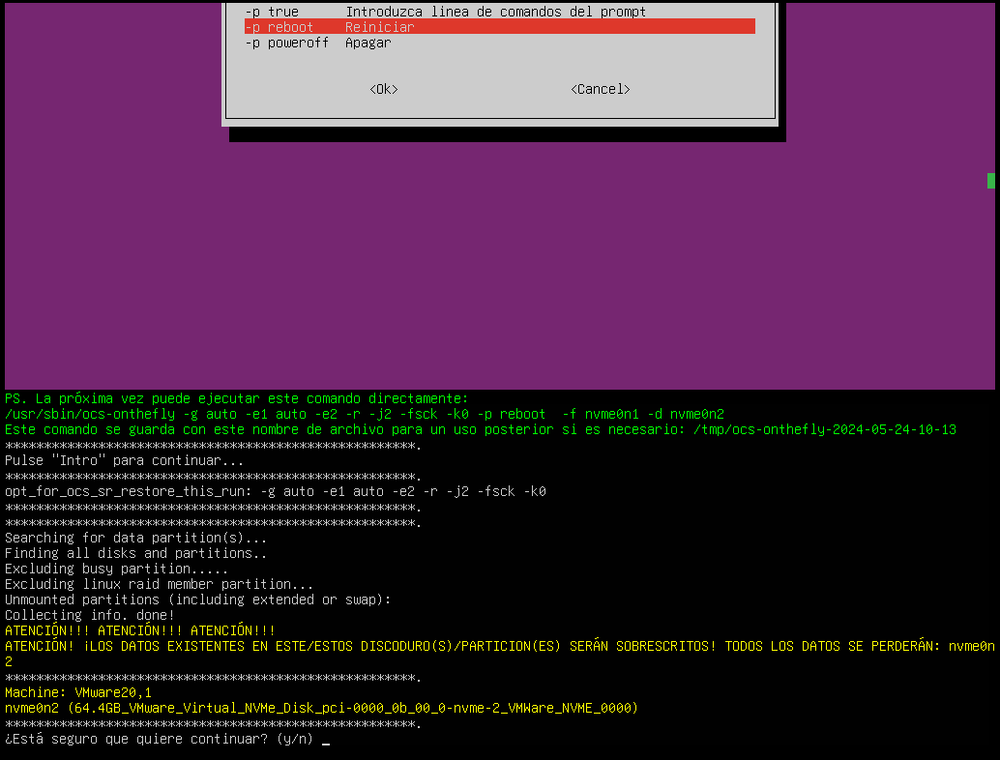 -p true Introduzca linea de comandos del prompt
-p reboot Reiniciar
-p poweroff Apagar
<Ok> <Cancel>
PS. La próxima vez puede ejecutar este comando directamente:
/usr/sbin/ocs-onthefly -g auto -e1 auto -e2 -r -j2 -fsck -k0 -p reboot  -f nvme0n1 -d nvme0n2
Este comando se guarda con este nombre de archivo para un uso posterior si es necesario: /tmp/ocs-onthefly-2024-05-24-10-13
*****************************************************.
Pulse "Intro" para continuar...
*****************************************************.
opt_for_ocs_sr_restore_this_run: -g auto -e1 auto -e2 -r -j2 -fsck -k0
*****************************************************.
*****************************************************.
Searching for data partition(s)...
Finding all disks and partitions..
Excluding busy partition.....
Excluding linux raid member partition...
Unmounted partitions (including extended or swap):
Collecting info. done!
ATENCIÓN!!! ATENCIÓN!!! ATENCIÓN!!!
ATENCIÓN! ¡LOS DATOS EXISTENTES EN ESTE/ESTOS DISCODURO(S)/PARTICION(ES) SERÁN SOBRESCRITOS! TODOS LOS DATOS SE PERDERÁN: nvme0n
2
*****************************************************.
Machine: VMware20,1
nvme0n2 (64.4GB_VMware_Virtual_NVMe_Disk_pci-0000_0b_00_0-nvme-2_VMWare_NVME_0000)
*****************************************************.
¿Está seguro que quiere continuar? (y/n) _